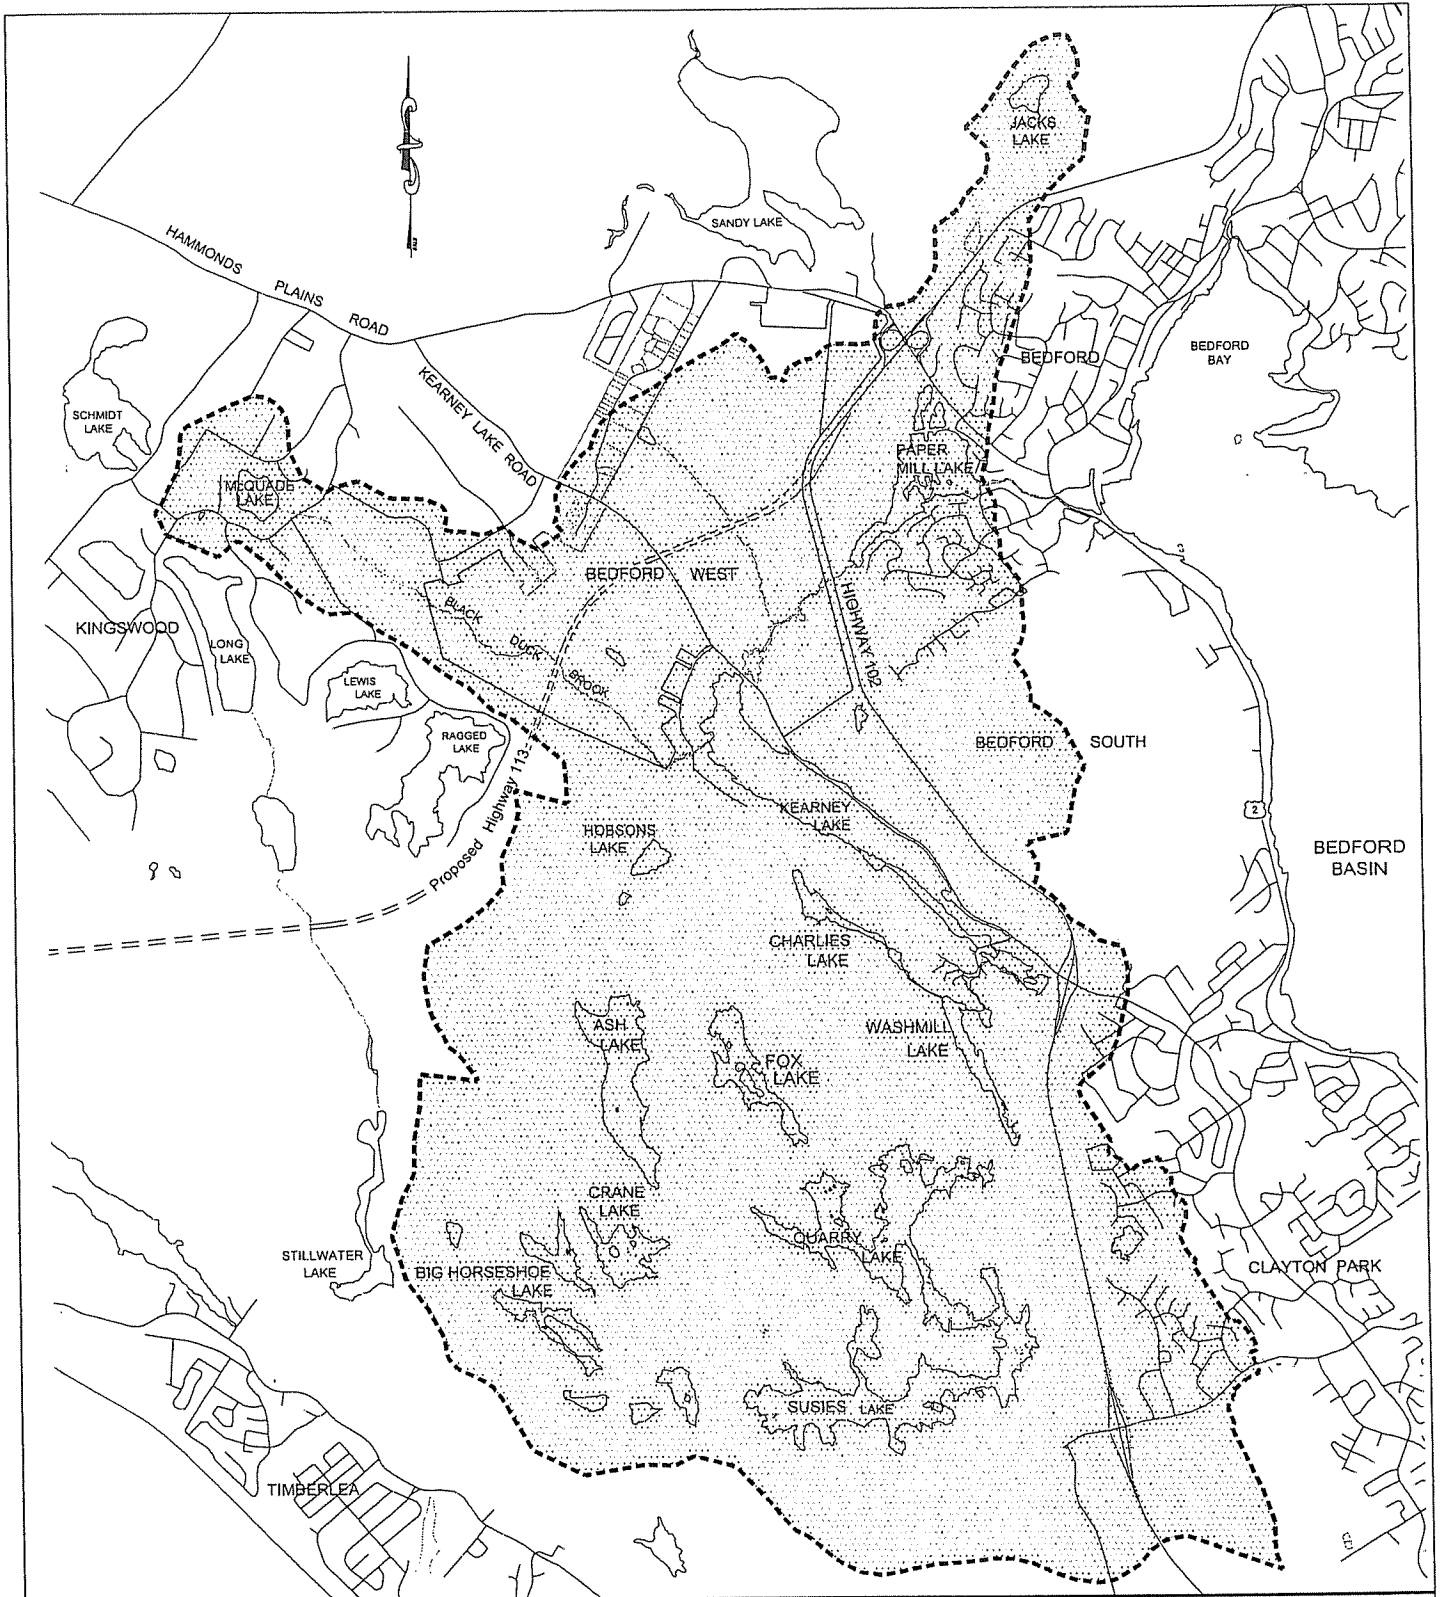 JACKS
LAKE
SANDY LAKE
HAMMONDS PLAINS ROAD
BEDFORD
BAY
BEDFORD
KEARNEY LAKE ROAD
SCHMIDT
LAKE
PAPER
MILL LAKE
McQUADE
LAKE
BEDFORD WEST
HIGHWAY 102
BLACK DUCK BROOK
KINGSWOOD
LONG
LAKE
LEWIS
LAKE
RAGGED
LAKE
BEDFORD SOUTH
Proposed Highway 113
KEARNEY
LAKE
2
HOBSONS
LAKE
BEDFORD
BASIN
CHARLIES
LAKE
ASH
LAKE
WASHMILL
LAKE
FOX
LAKE
CRANE
LAKE
QUARRY
LAKE
STILLWATER
LAKE
BIG HORSESHOE
LAKE
CLAYTON PARK
SUSIES LAKE
TIMBERLEA